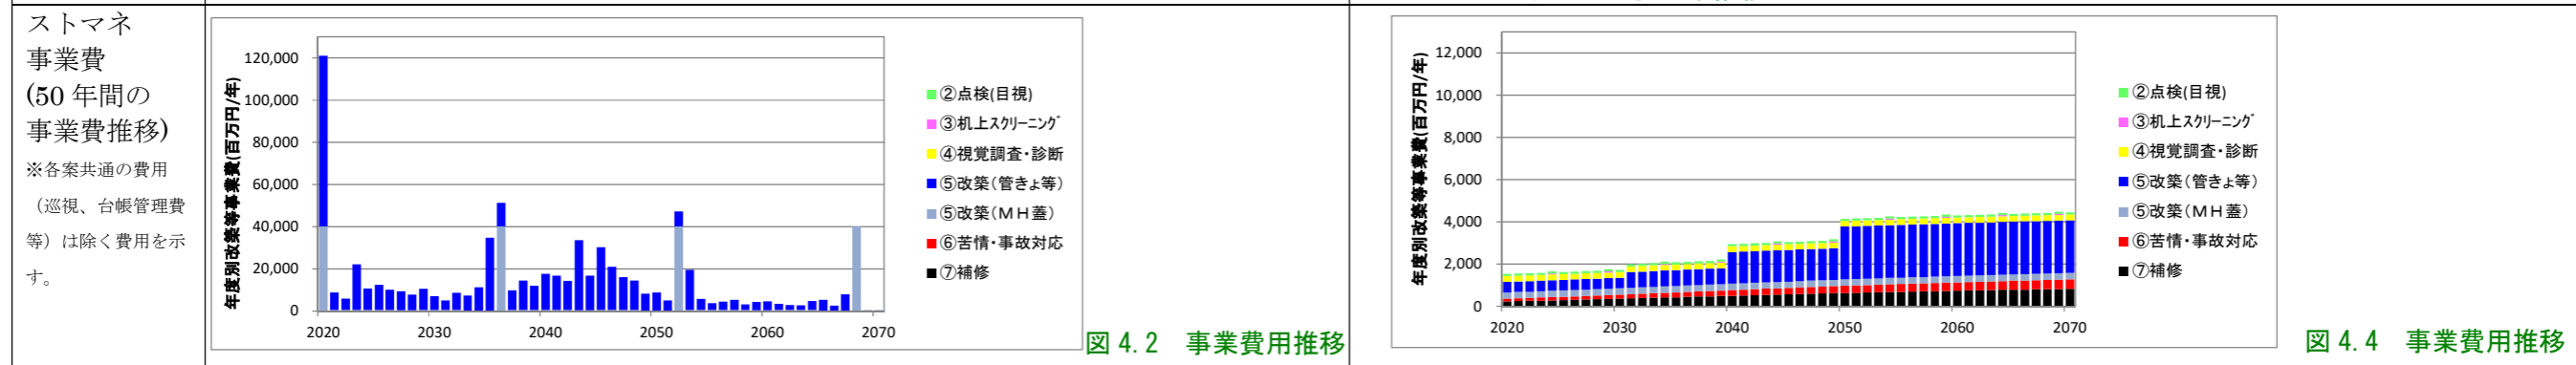 ストマネ
事業費
(50 年間の
事業費推移)
※各案共通の費用
（巡視、台帳管理費
等）は除く費用を示
す。
年度別改築等事業費(百万円/年)
120,000
100,000
80,000
60,000
40,000
20,000
0
2020 2030 2040 2050 2060 2070
②点検(目視)
③机上ｽｸﾘｰﾆﾝｸﾞ
④視覚調査・診断
⑤改築（管きょ等）
⑤改築（ＭＨ蓋）
⑥苦情・事故対応
⑦補修
図 4.2 事業費用推移
年度別改築等事業費(百万円/年)
12,000
10,000
8,000
6,000
4,000
2,000
0
2020 2030 2040 2050 2060 2070
②点検(目視)
③机上ｽｸﾘｰﾆﾝｸﾞ
④視覚調査・診断
⑤改築（管きょ等）
⑤改築（ＭＨ蓋）
⑥苦情・事故対応
⑦補修
図 4.4 事業費用推移